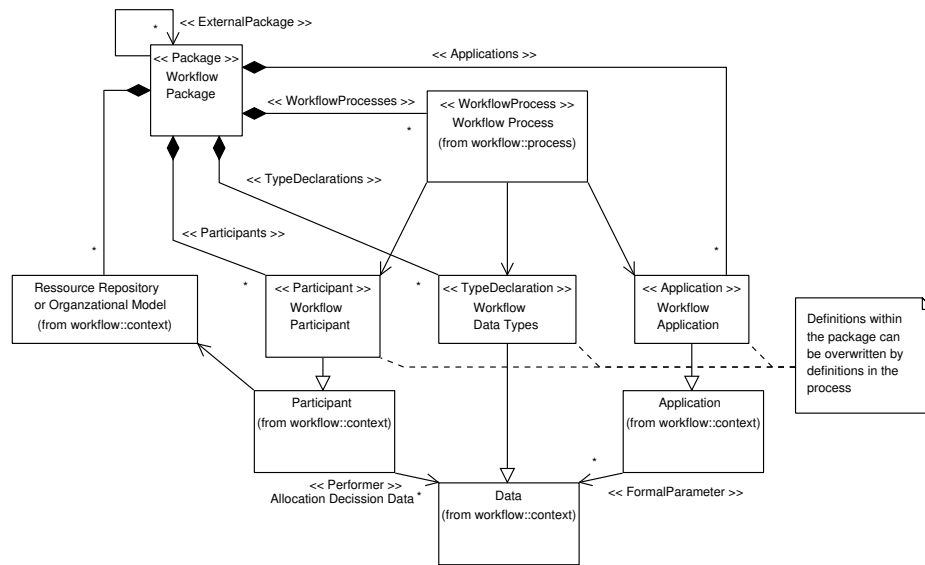 << ExternalPackage >>
*
<< Package >>
Workflow
Package
<< Applications >>
<< WorkflowProcesses >>
*
<< WorkflowProcess >>
Workflow Process
(from workflow::process)
<< TypeDeclarations >>
<< Participants >>
*
*
*
*
Ressource Repository
or Organzational Model
(from workflow::context)
<< Participant >>
Workflow
Participant
<< TypeDeclaration >>
Workflow
Data Types
<< Application >>
Workflow
Application
Definitions within
the package can
be overwritten by
definitions in the
process
Participant
(from workflow::context)
Application
(from workflow::context)
<< Performer >>
Allocation Decission Data
*
*
<< FormalParameter >>
Data
(from workflow::context)